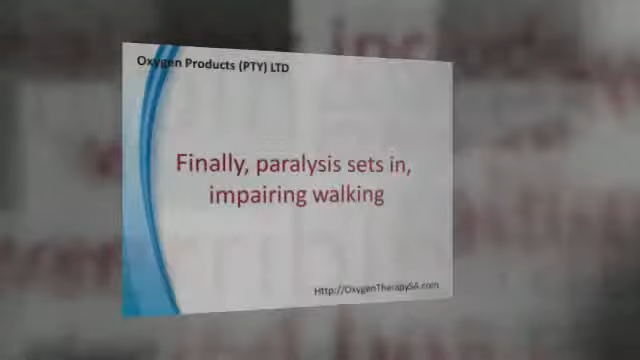 Oxygen Products (PTY) LTD
Finally, paralysis sets in,
impairing walking
Http://OxygenTherapySA.com